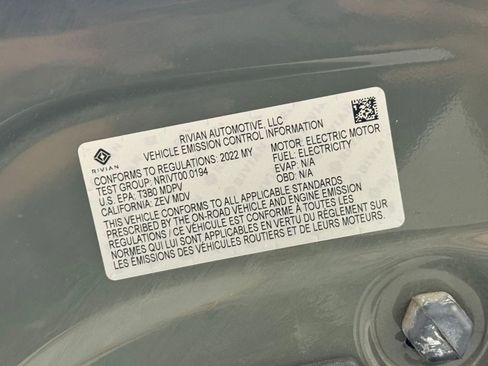 RIVIAN
RIVIAN AUTOMOTIVE, LLC
VEHICLE EMISSION CONTROL INFORMATION
CONFORMS TO REGULATIONS: 2022 MY
TEST GROUP: NRIVT00 0194
U.S. EPA: T3B0 MDPV
CALIFORNIA: ZEV MDV
MOTOR: ELECTRIC MOTOR
FUEL: ELECTRICITY
EVAP: N/A
OBD: N/A
THIS VEHICLE CONFORMS TO ALL APPLICABLE STANDARDS
PRESCRIBED BY THE ON-ROAD VEHICLE AND ENGINE EMISSION
REGULATIONS / CE VÉHICULE EST CONFORME À TOUTES LES
NORMES QUI LUI SONT APPLICABLES EN VERTU DU RÈGLEMENT SUR
LES ÉMISSIONS DES VÉHICULES ROUTIERS ET DE LEURS MOTEURS.